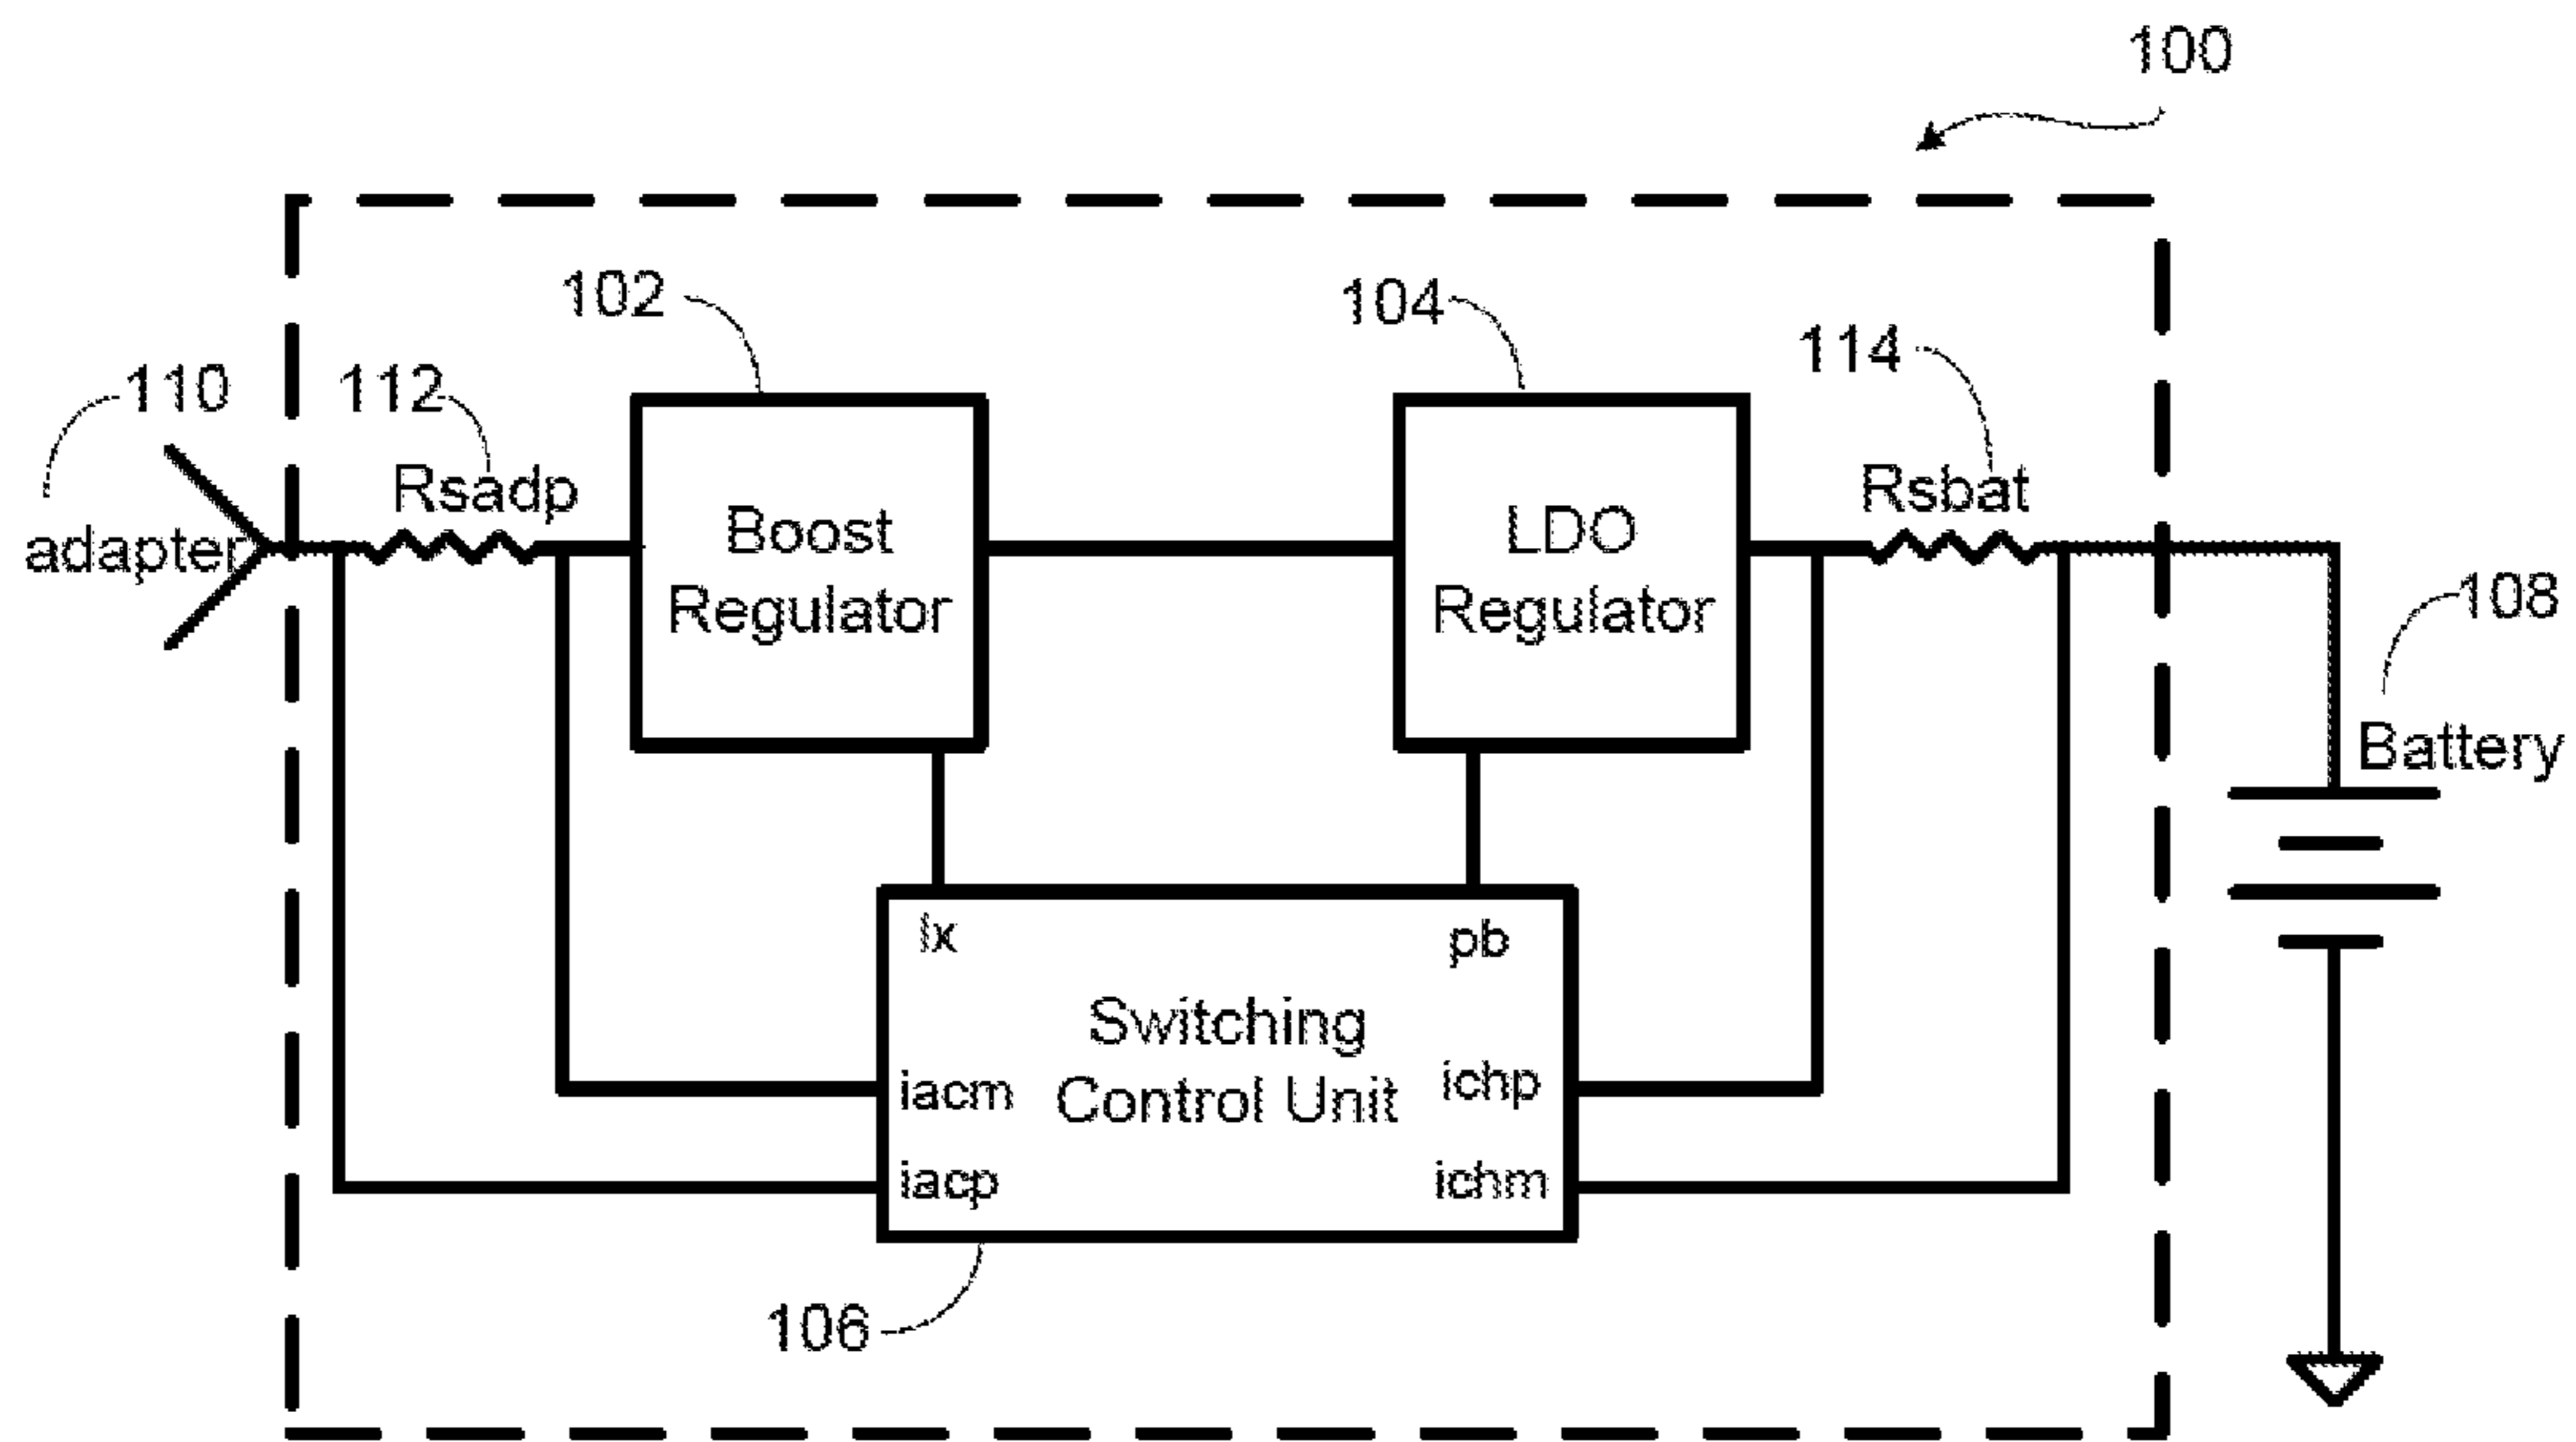 100
102
104
114
110
112
Rsadp
Rsbat
adapter
Boost
Regulator
LDO
Regulator
108
Battery
lx
pb
Switching
Control Unit
iacm
ichp
iacp
ichm
106